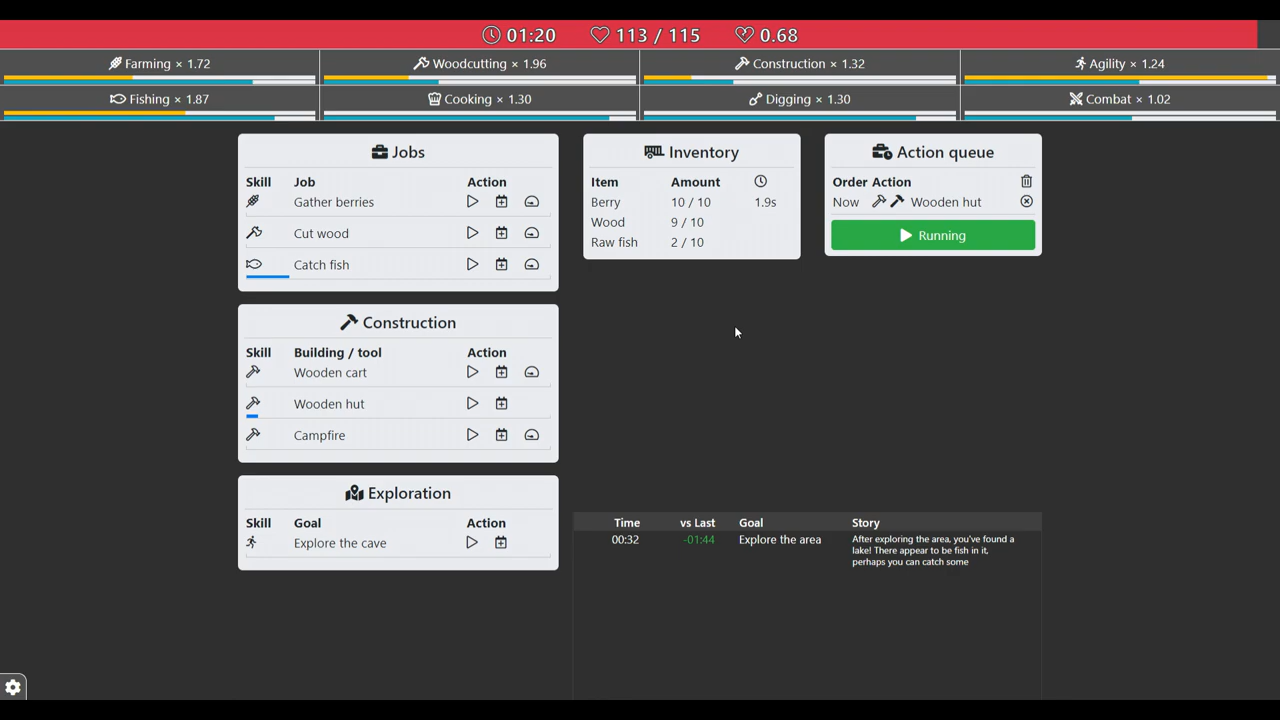 01:20 113 / 115 0.68
Farming × 1.72 Woodcutting × 1.96 Construction × 1.32 Agility × 1.24
Fishing × 1.87 Cooking × 1.30 Digging × 1.30 Combat × 1.02
Jobs
Skill Job Action
Gather berries
Cut wood
Catch fish
Construction
Skill Building / tool Action
Wooden cart
Wooden hut
Campfire
Exploration
Skill Goal Action
Explore the cave
Inventory
Item Amount
Berry 10 / 10 1.9s
Wood 9 / 10
Raw fish 2 / 10
Action queue
Order Action
Now Wooden hut
Running
Time vs Last Goal Story
00:32 -01:44 Explore the area After exploring the area, you've found a
lake! There appear to be fish in it,
perhaps you can catch some